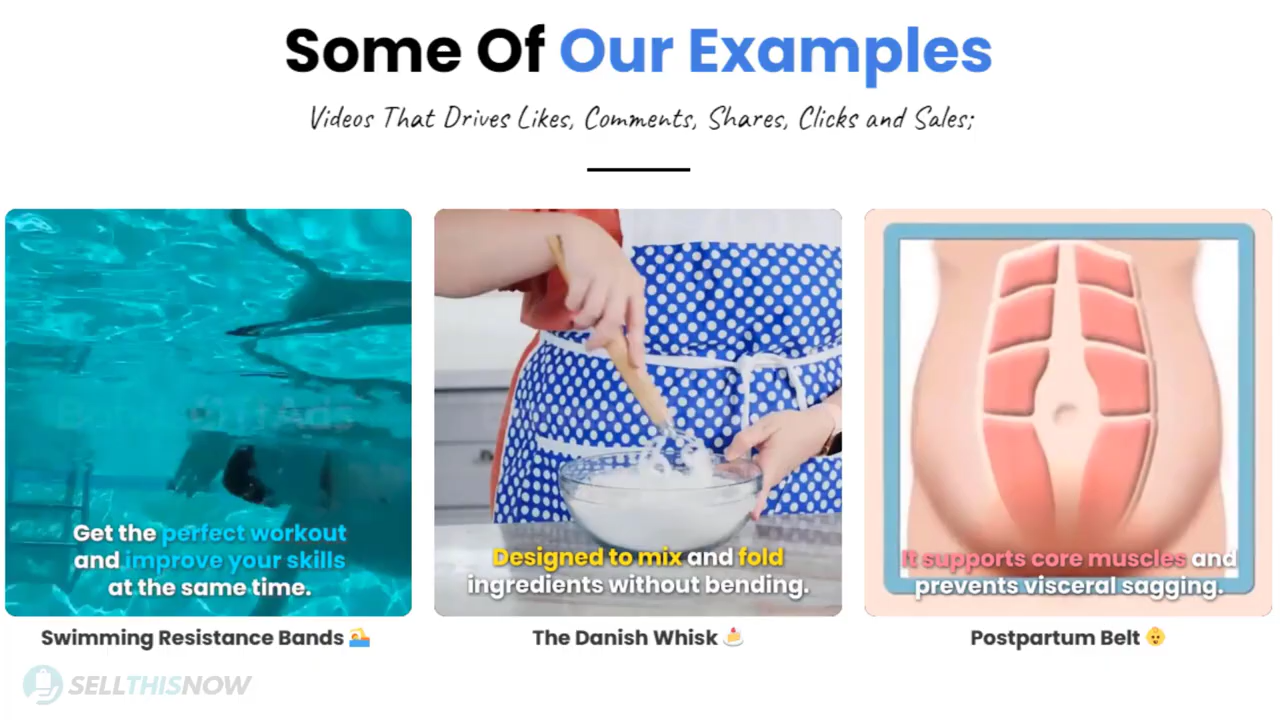 Some Of Our Examples
Videos That Drives Likes, Comments, Shares, Clicks and Sales;
Get the perfect workout
and improve your skills
at the same time.
Designed to mix and fold
ingredients without bending.
It supports core muscles and
prevents visceral sagging.
Swimming Resistance Bands 🏊
The Danish Whisk 🍰
Postpartum Belt 👶
SELLTHISNOW